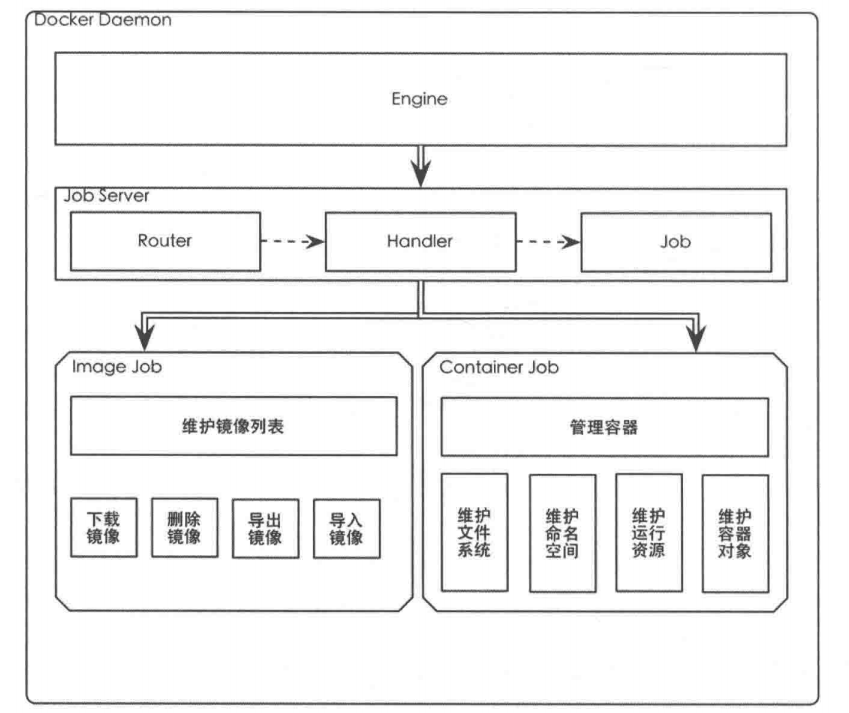 Docker Daemon
Engine
Job Server
Router
Handler
Job
Image Job
维护镜像列表
下载
镜像
删除
镜像
导出
镜像
导入
镜像
Container Job
管理容器
维护
文件
系统
维护
命名
空间
维护
运行
资源
维护
容器
对象